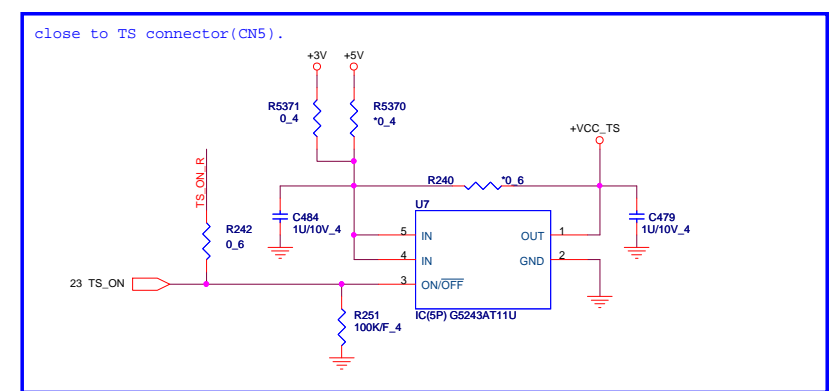 close to TS connector(CN5).
+3V +5V
R5371
0_4
R5370
*0_4
+VCC_TS
TS_ON_R
R240 *0_6
U7
C484
1U/10V_4
C479
1U/10V_4
R242
0_6
5 IN OUT 1
4 IN GND 2
23 TS_ON
3 ON/OFF
R251
100K/F_4
IC(5P) G5243AT11U